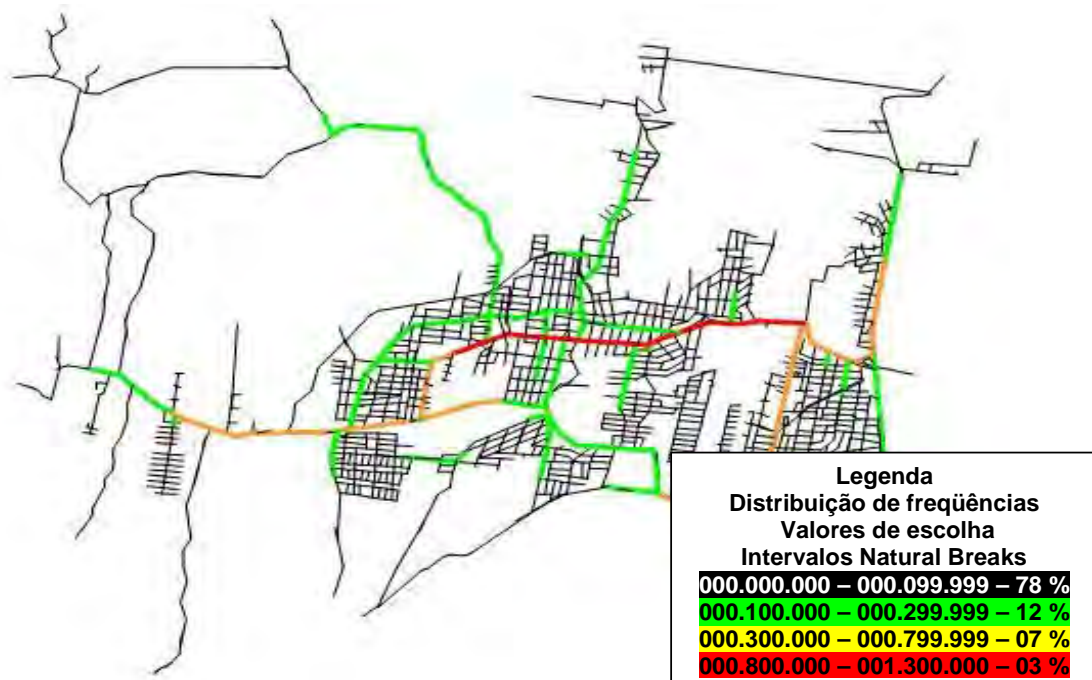 Legenda
Distribuição de freqüências
Valores de escolha
Intervalos Natural Breaks
000.000.000 – 000.099.999 – 78 %
000.100.000 – 000.299.999 – 12 %
000.300.000 – 000.799.999 – 07 %
000.800.000 – 001.300.000 – 03 %